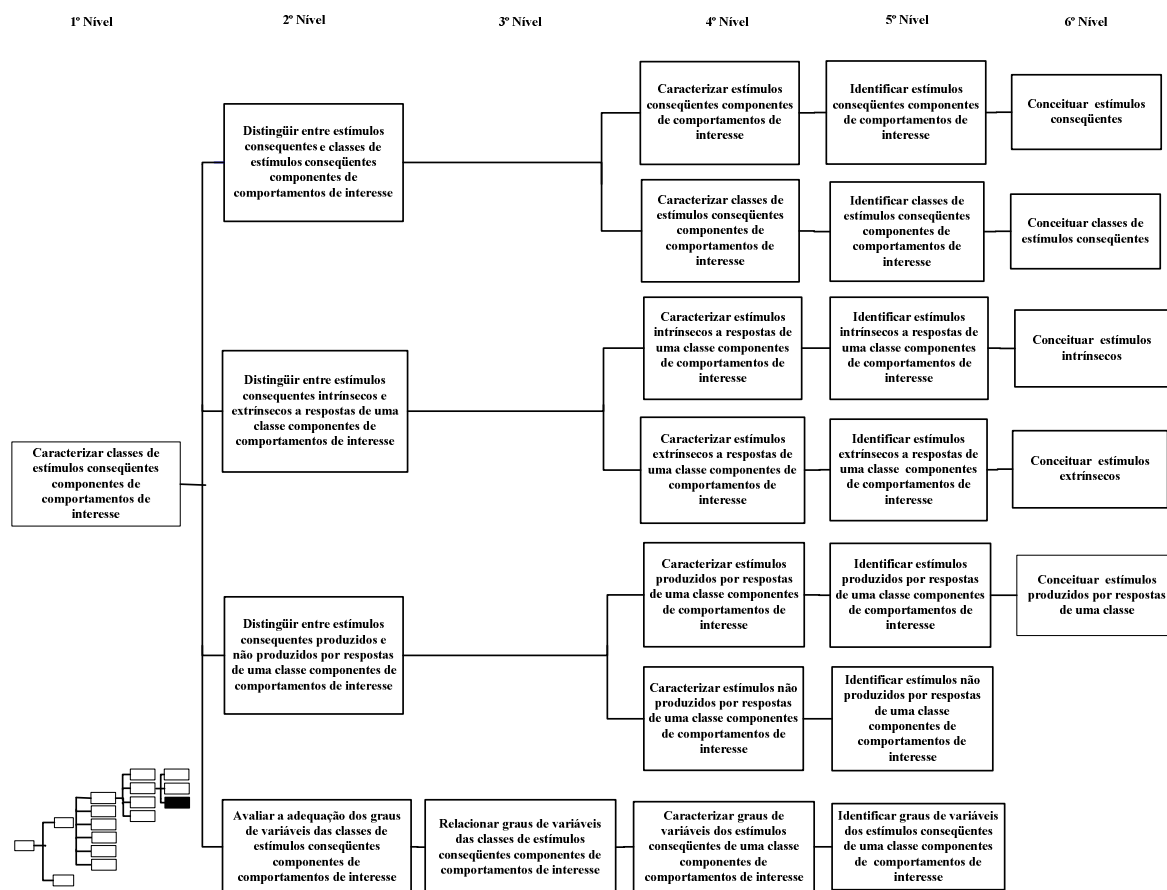 1º Nível
2º Nível
3º Nível
4º Nível
5º Nível
6º Nível
Caracterizar classes de
estímulos conseqüentes
componentes de
comportamentos de
interesse
Distingüir entre estímulos
consequentes e classes de
estímulos conseqüentes
componentes de
comportamentos de interesse
Caracterizar estímulos
conseqüentes componentes
de comportamentos de
interesse
Identificar estímulos
conseqüentes componentes
de comportamentos de
interesse
Conceituar estímulos
conseqüentes
Caracterizar classes de
estímulos conseqüentes
componentes de
comportamentos de
interesse
Identificar classes de
estímulos conseqüentes
componentes de
comportamentos de
interesse
Conceituar classes de
estímulos conseqüentes
Distingüir entre estímulos
consequentes intrínsecos e
extrínsecos a respostas de uma
classe componentes de
comportamentos de interesse
Caracterizar estímulos
intrínsecos a respostas de
uma classe componentes
de comportamentos de
interesse
Identificar estímulos
intrínsecos a respostas de
uma classe componentes
de comportamentos de
interesse
Conceituar estímulos
intrínsecos
Caracterizar estímulos
extrínsecos a respostas
de uma classe
componentes de
comportamentos de
interesse
Identificar estímulos
extrínsecos a respostas de
uma classe componentes
de comportamentos de
interesse
Conceituar estímulos
extrínsecos
Distingüir entre estímulos
consequentes produzidos e
não produzidos por respostas
de uma classe componentes de
comportamentos de interesse
Caracterizar estímulos
produzidos por respostas de
uma classe componentes
de comportamentos de
interesse
Identificar estímulos
produzidos por respostas
de uma classe componentes
de comportamentos de
interesse
Conceituar estímulos
produzidos por respostas
de uma classe
Caracterizar estímulos não
produzidos por respostas
de uma classe componentes
de comportamentos de
interesse
Identificar estímulos não
produzidos por respostas
de uma classe
componentes de
comportamentos de
interesse
Avaliar a adequação dos graus
de variáveis das classes de
estímulos conseqüentes
componentes de
comportamentos de interesse
Relacionar graus de variáveis
das classes de estímulos
conseqüentes componentes de
comportamentos de interesse
Caracterizar graus de
variáveis dos estímulos
conseqüentes de uma classe
componentes de
comportamentos de interesse
Identificar graus de variáveis
dos estímulos conseqüentes
de uma classe componentes
de comportamentos de
interesse